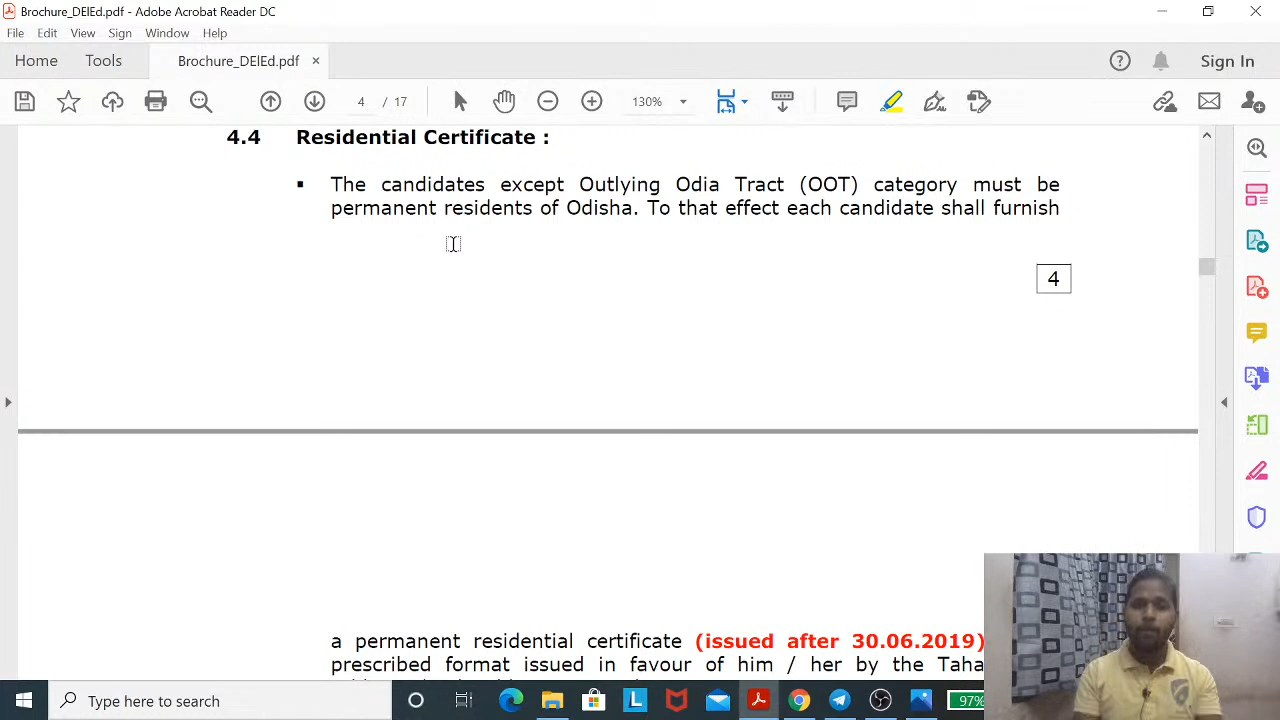 Brochure_DElEd.pdf - Adobe Acrobat Reader DC
File Edit View Sign Window Help
Home Tools Brochure_DElEd.pdf × Sign In
4 / 17 130%
4.4 Residential Certificate :
▪ The candidates except Outlying Odia Tract (OOT) category must be
permanent residents of Odisha. To that effect each candidate shall furnish
4
a permanent residential certificate (issued after 30.06.2019)
prescribed format issued in favour of him / her by the
Type here to search
97%